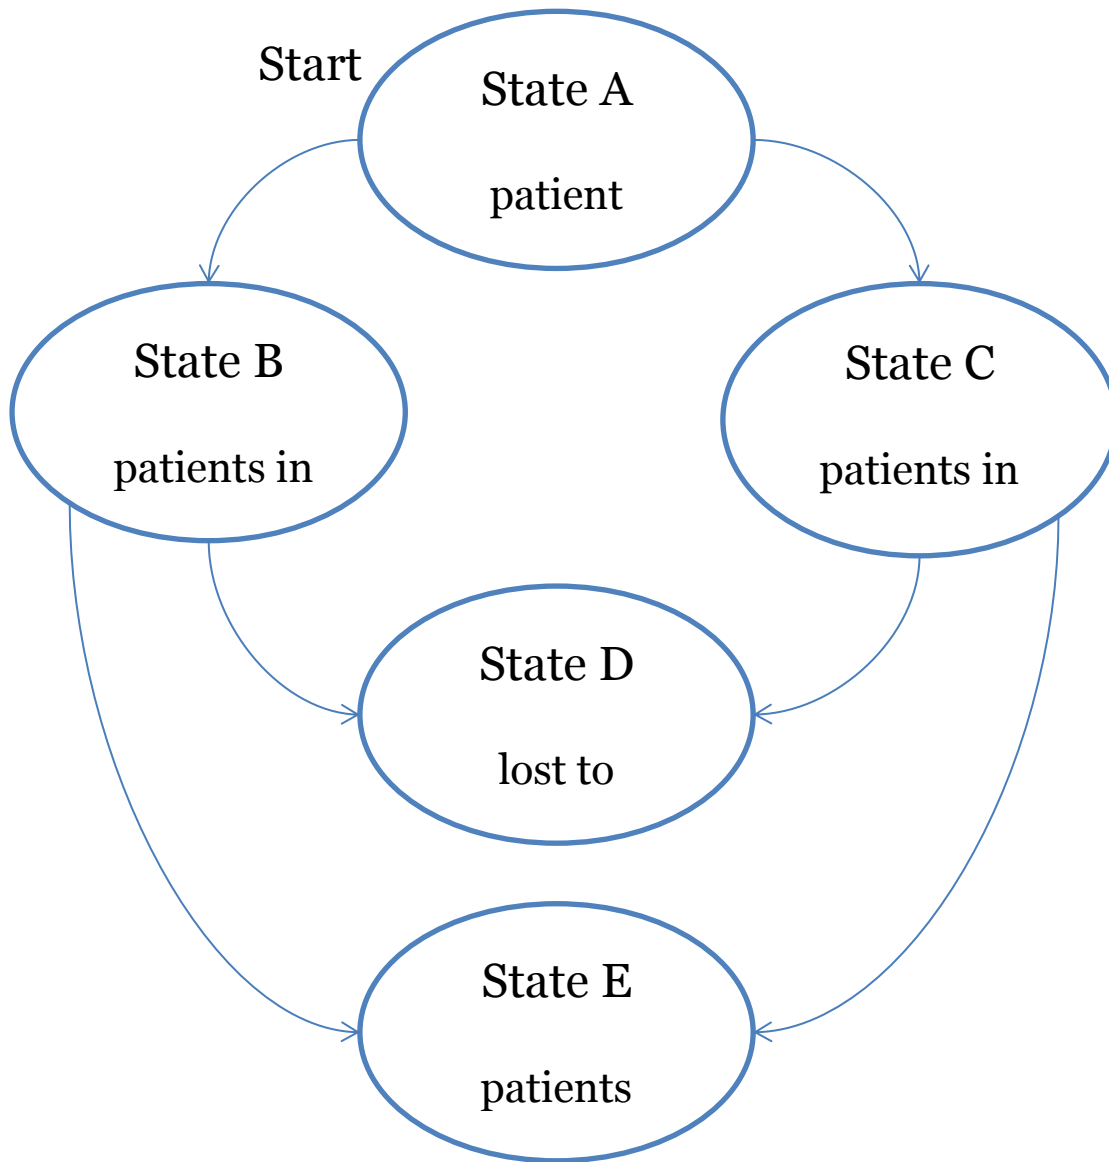 Start
State A
patient
State B
patients in
State C
patients in
State D
lost to
State E
patients